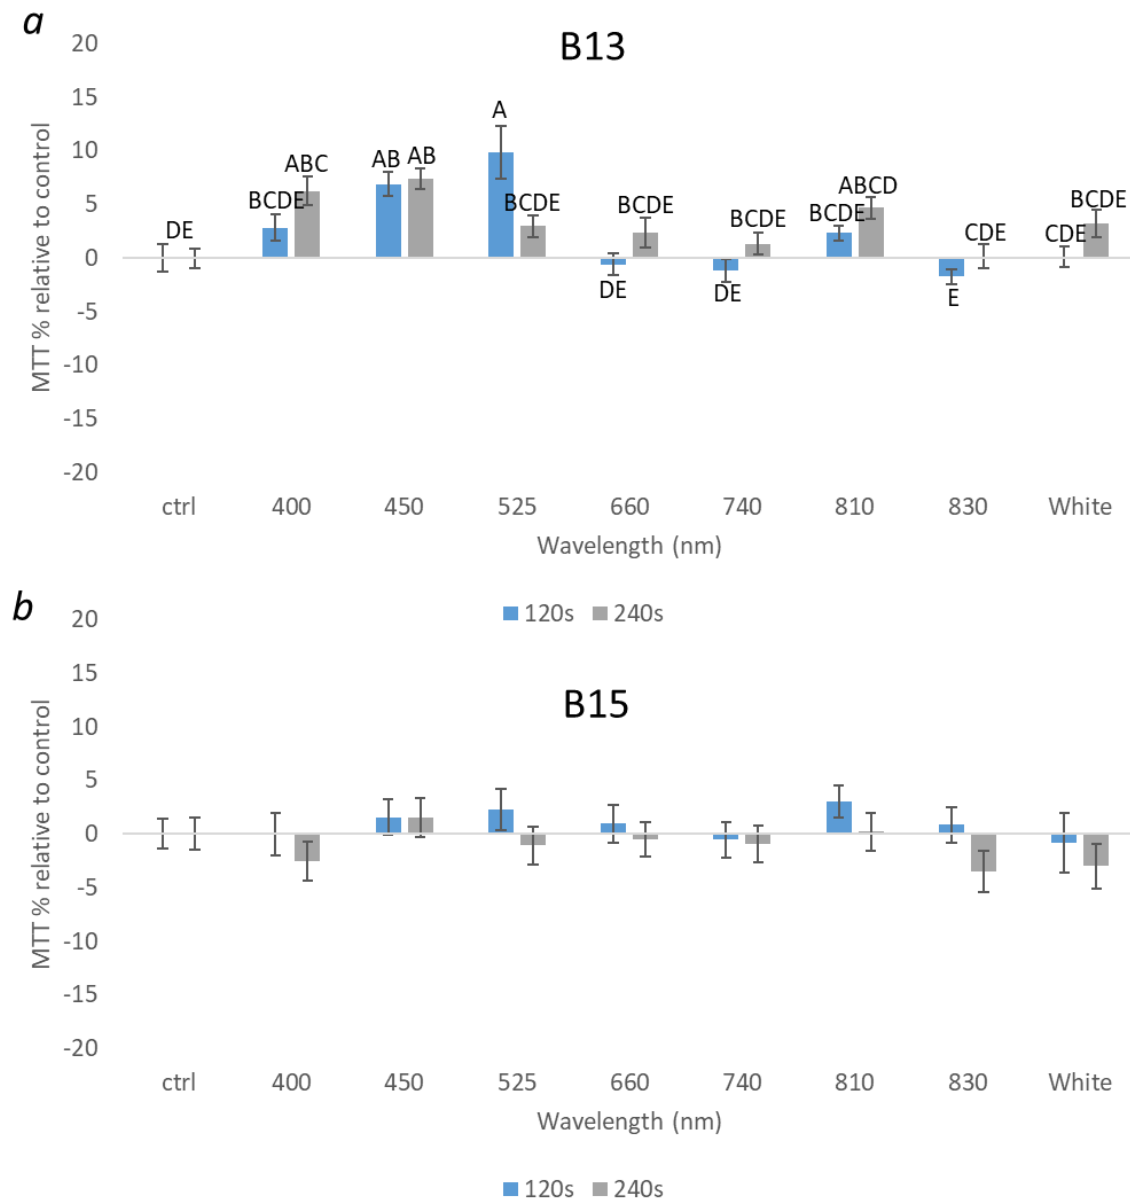 a
B13
MTT % relative to control
20
15
10
5
0
-5
-10
-15
-20
DE
BCDE
ABC
AB
AB
A
BCDE
DE
BCDE
DE
BCDE
BCDE
ABCD
E
CDE
CDE
BCDE
ctrl 400 450 525 660 740 810 830 White
Wavelength (nm)
120s 240s
b
B15
MTT % relative to control
20
15
10
5
0
-5
-10
-15
-20
ctrl 400 450 525 660 740 810 830 White
Wavelength (nm)
120s 240s